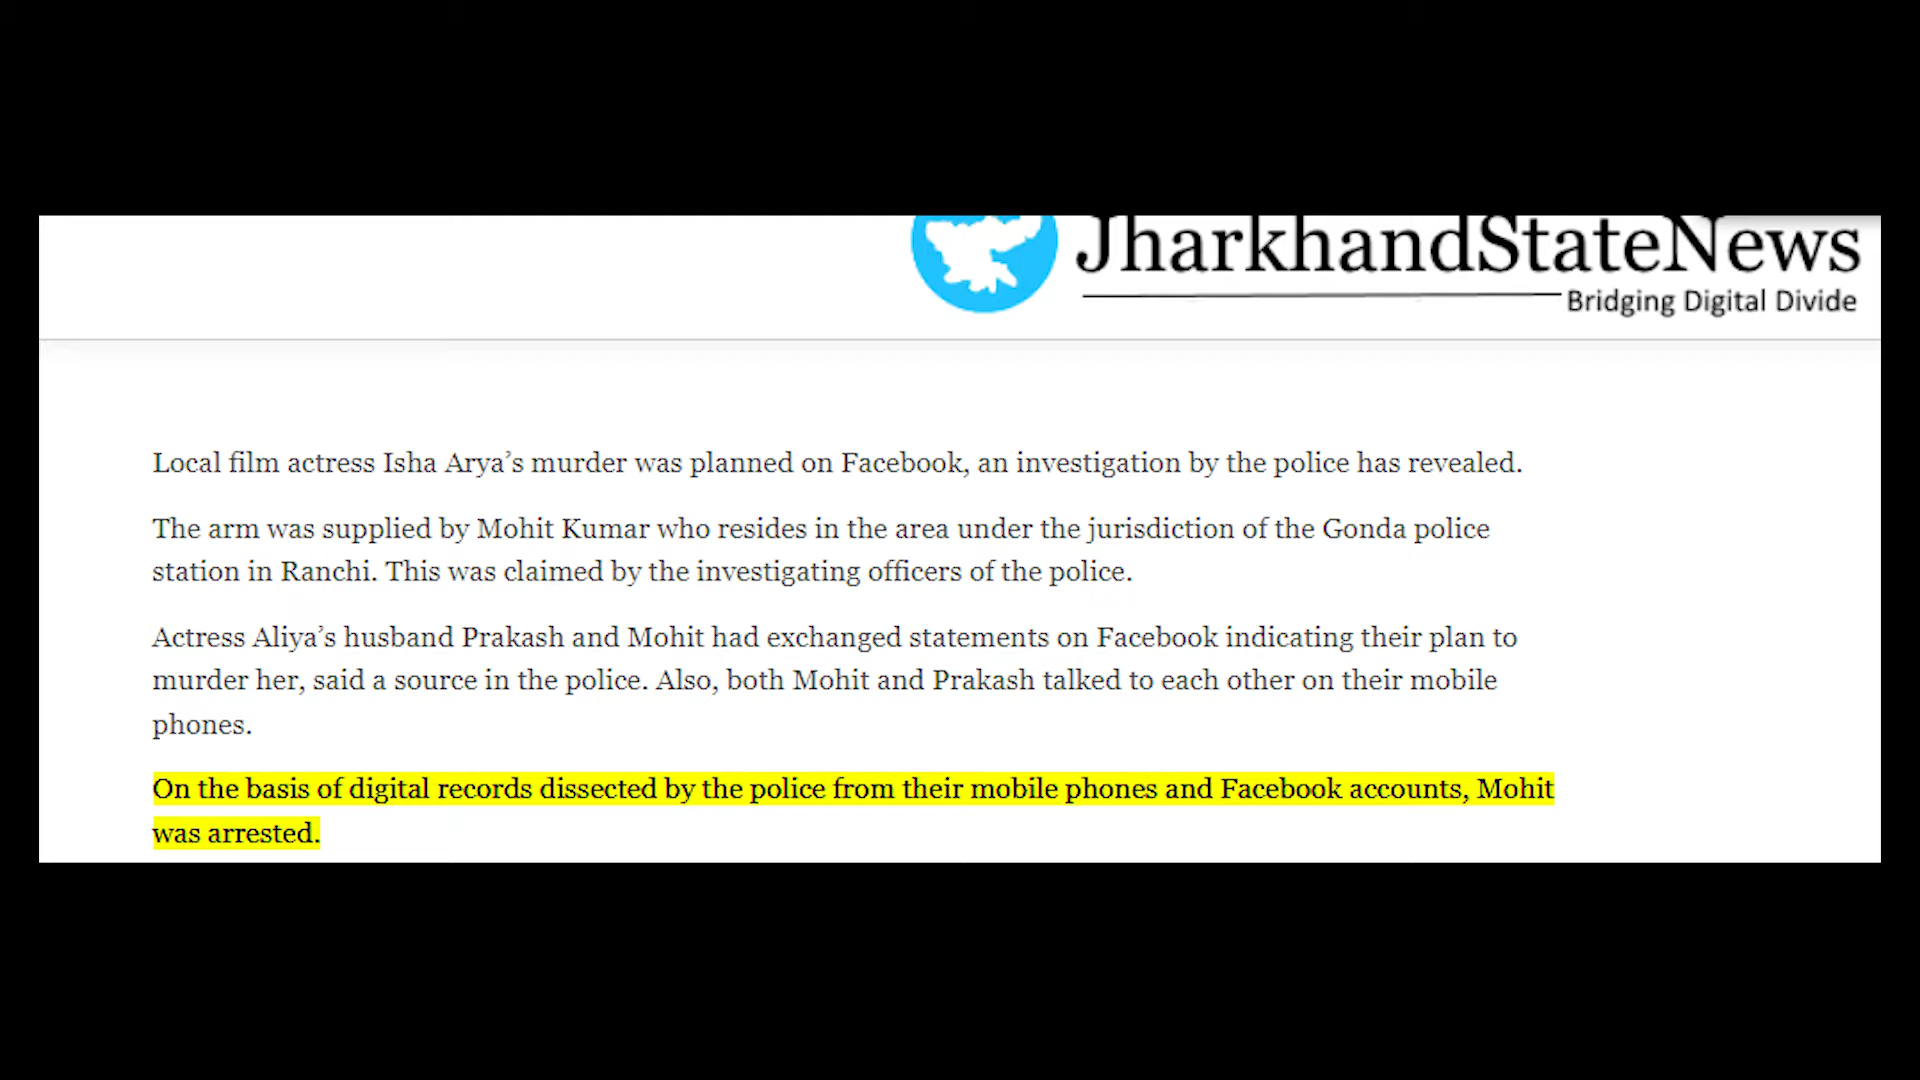 JharkhandStateNews
Bridging Digital Divide
Local film actress Isha Arya’s murder was planned on Facebook, an investigation by the police has revealed.
The arm was supplied by Mohit Kumar who resides in the area under the jurisdiction of the Gonda police
station in Ranchi. This was claimed by the investigating officers of the police.
Actress Aliya’s husband Prakash and Mohit had exchanged statements on Facebook indicating their plan to
murder her, said a source in the police. Also, both Mohit and Prakash talked to each other on their mobile
phones.
On the basis of digital records dissected by the police from their mobile phones and Facebook accounts, Mohit
was arrested.